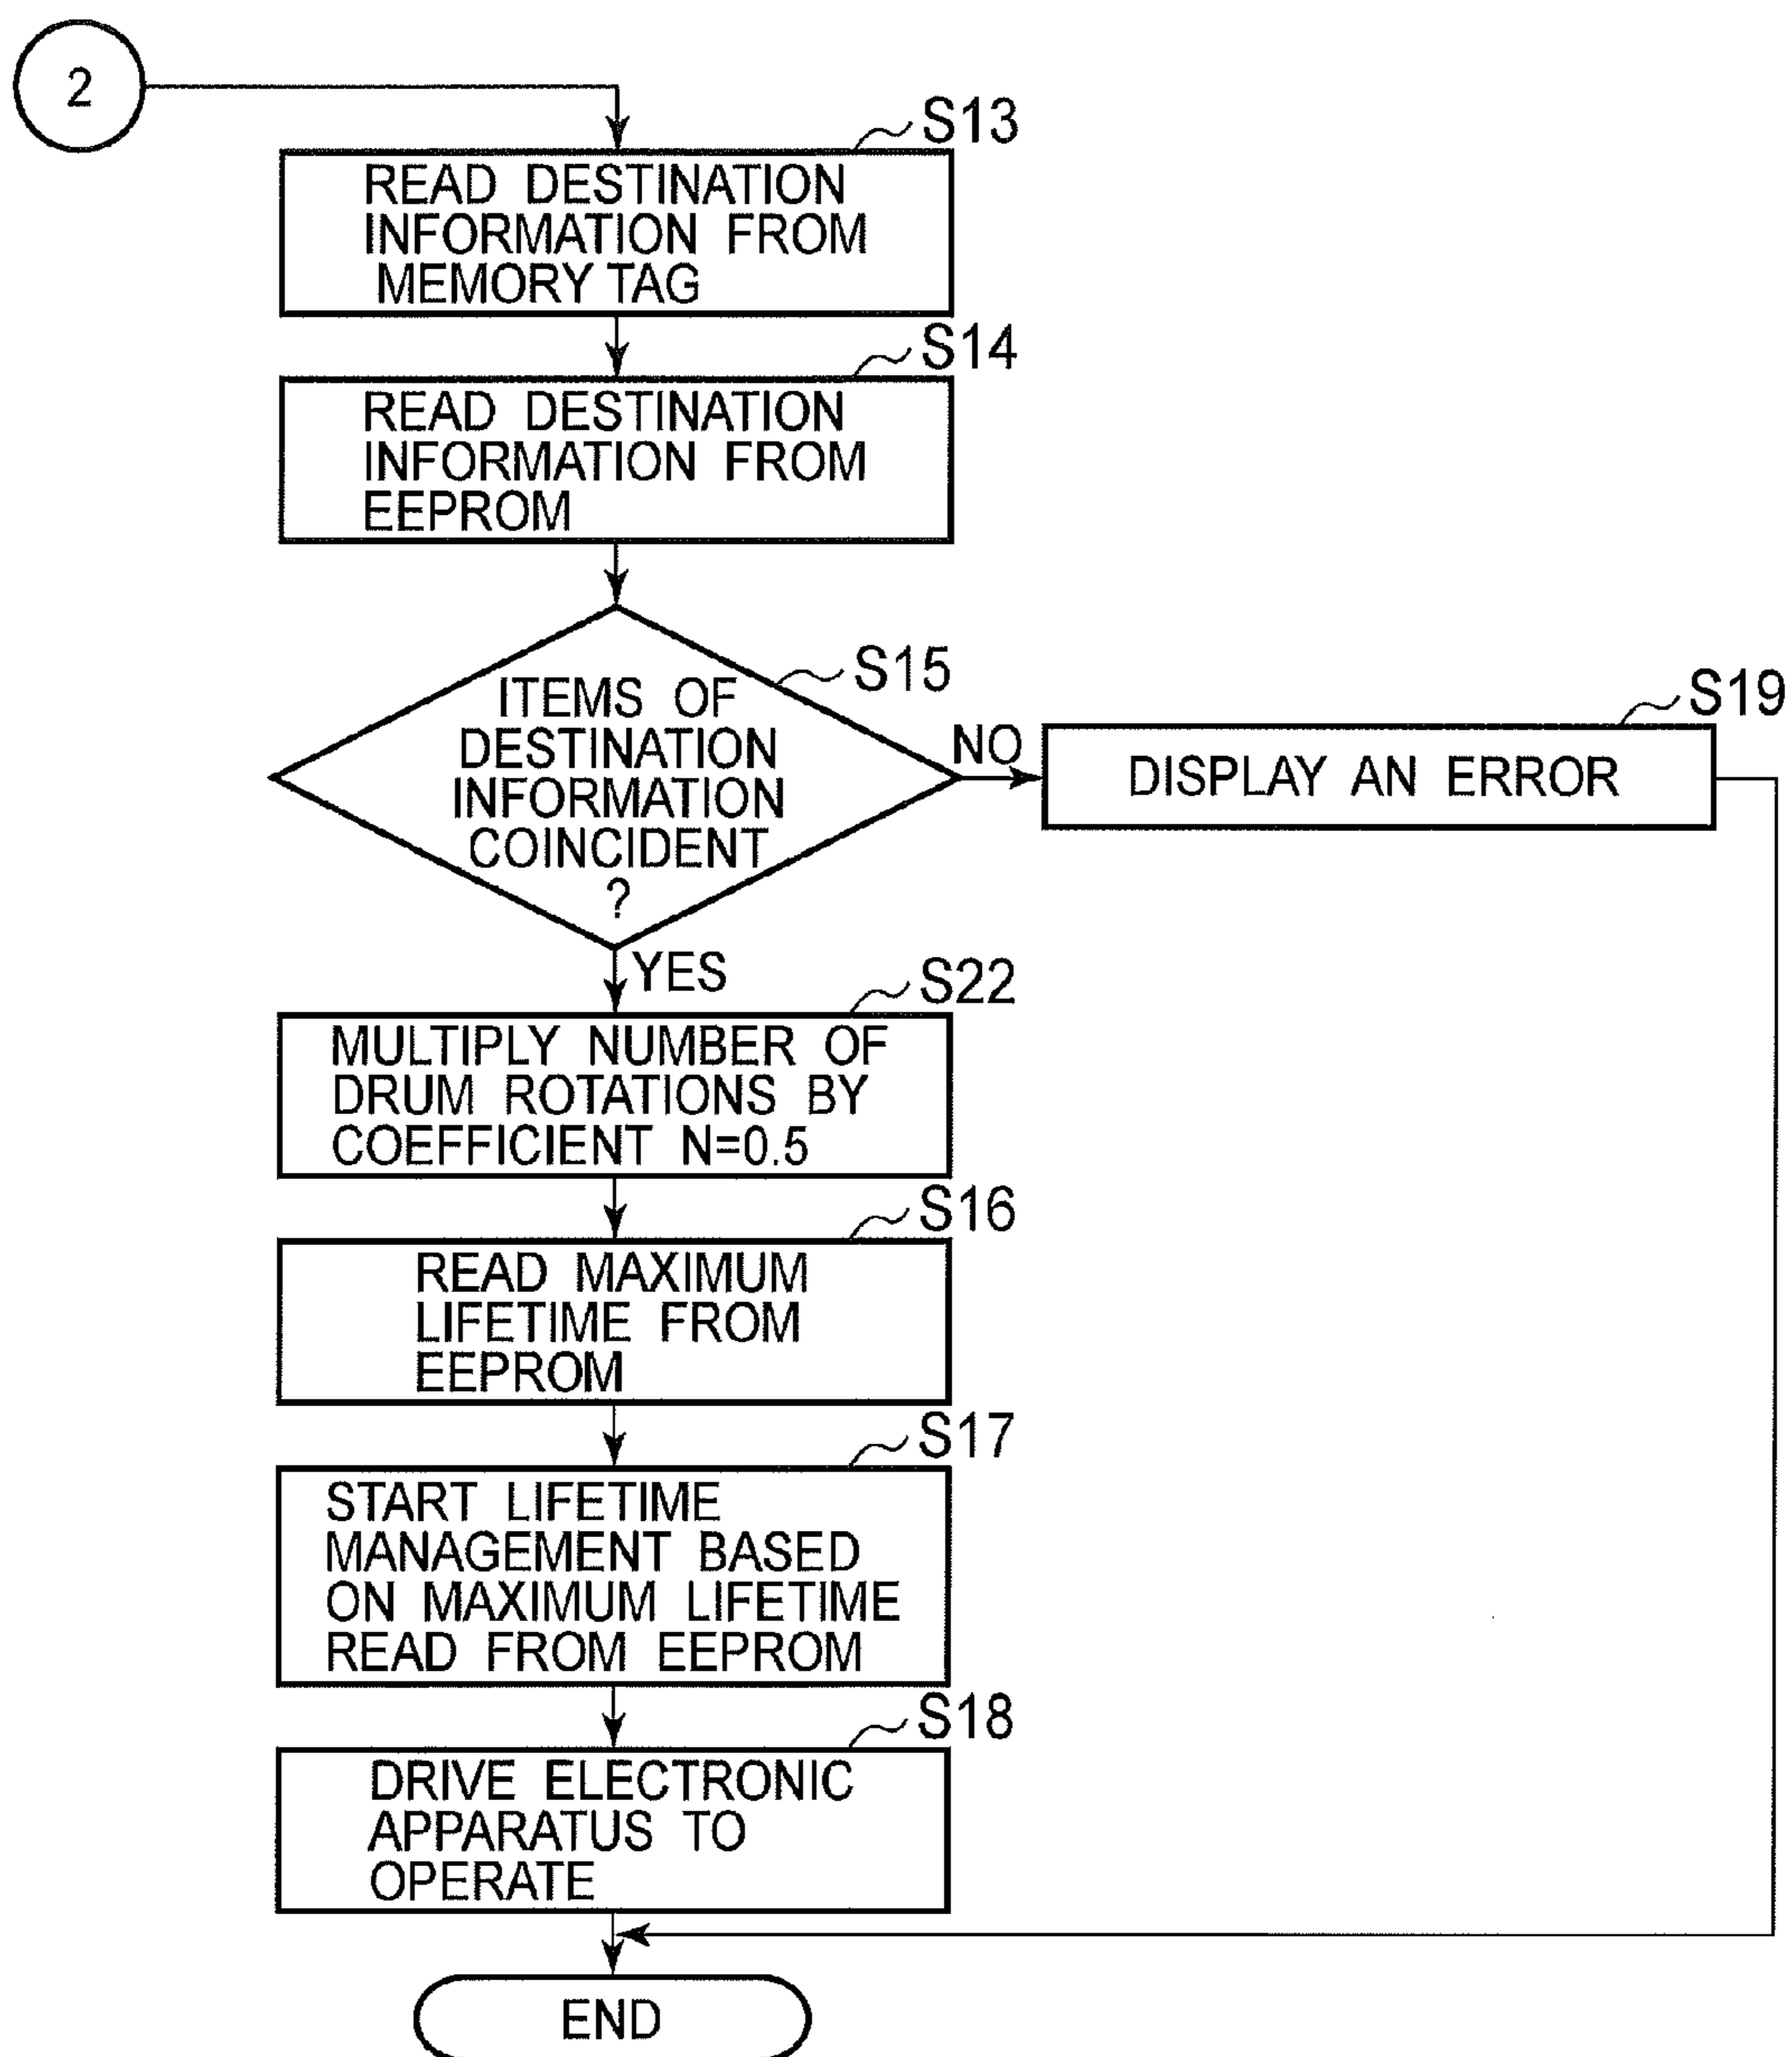 2
S13
READ DESTINATION
INFORMATION FROM
MEMORY TAG
S14
READ DESTINATION
INFORMATION FROM
EEPROM
S15
ITEMS OF
DESTINATION
INFORMATION
COINCIDENT
?
NO
S19
DISPLAY AN ERROR
YES
S22
MULTIPLY NUMBER OF
DRUM ROTATIONS BY
COEFFICIENT N=0.5
S16
READ MAXIMUM
LIFETIME FROM
EEPROM
S17
START LIFETIME
MANAGEMENT BASED
ON MAXIMUM LIFETIME
READ FROM EEPROM
S18
DRIVE ELECTRONIC
APPARATUS TO
OPERATE
END